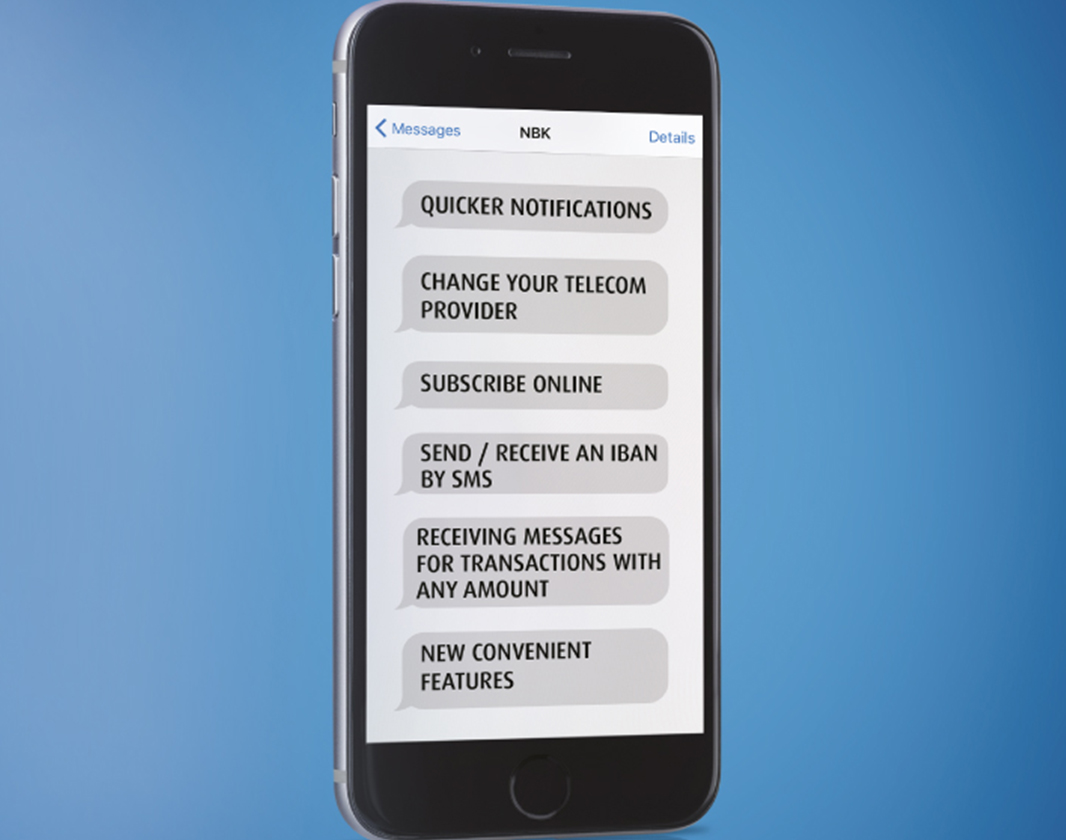 Messages NBK Details
QUICKER NOTIFICATIONS
CHANGE YOUR TELECOM
PROVIDER
SUBSCRIBE ONLINE
SEND / RECEIVE AN IBAN
BY SMS
RECEIVING MESSAGES
FOR TRANSACTIONS WITH
ANY AMOUNT
NEW CONVENIENT
FEATURES